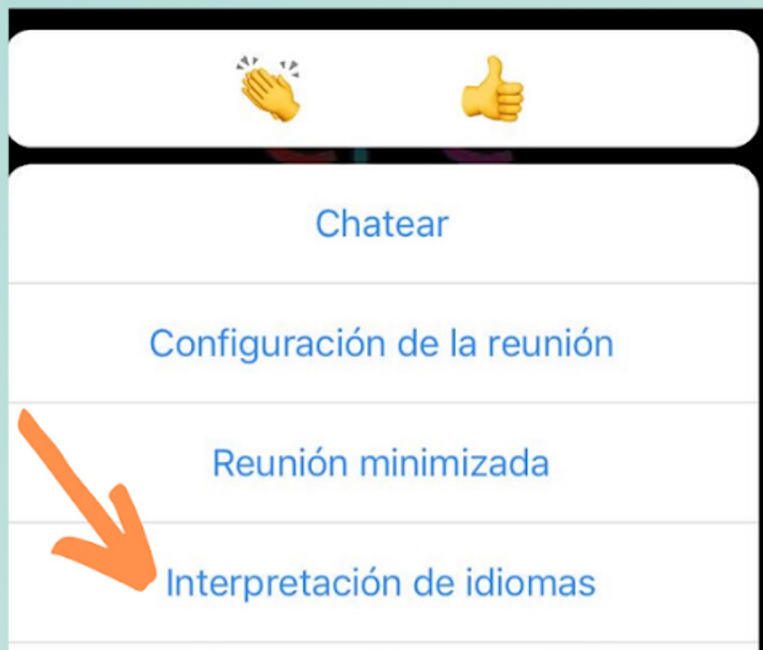 Chatear
Configuración de la reunión
Reunión minimizada
Interpretación de idiomas